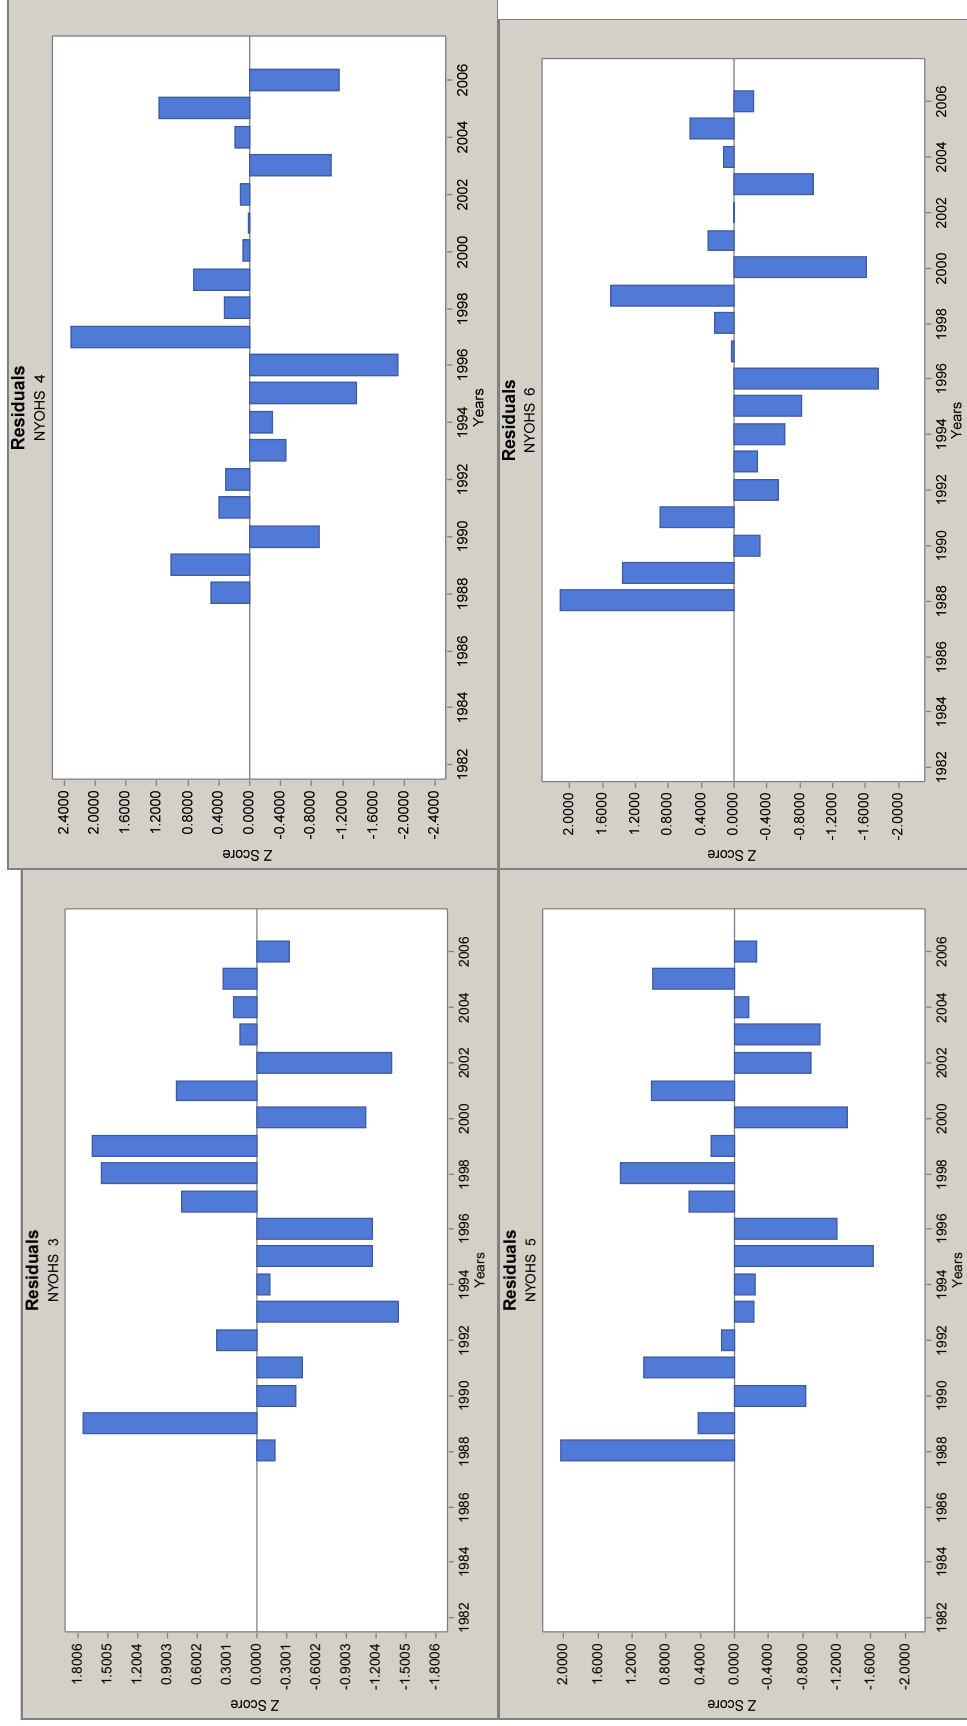 Residuals
NYOHS 3
1.8006
1.5005
1.2004
0.9003
0.6002
0.3001
0.0000
-0.3001
-0.6002
-0.9003
-1.2004
-1.5005
-1.8006
Z Score
1982 1984 1986 1988 1990 1992 1994 1996 1998 2000 2002 2004 2006
Years
Residuals
NYOHS 4
2.4000
2.0000
1.6000
1.2000
0.8000
0.4000
0.0000
-0.4000
-0.8000
-1.2000
-1.6000
-2.0000
-2.4000
Z Score
1982 1984 1986 1988 1990 1992 1994 1996 1998 2000 2002 2004 2006
Years
Residuals
NYOHS 5
2.0000
1.6000
1.2000
0.8000
0.4000
0.0000
-0.4000
-0.8000
-1.2000
-1.6000
-2.0000
Z Score
1982 1984 1986 1988 1990 1992 1994 1996 1998 2000 2002 2004 2006
Years
Residuals
NYOHS 6
2.0000
1.6000
1.2000
0.8000
0.4000
0.0000
-0.4000
-0.8000
-1.2000
-1.6000
-2.0000
Z Score
1982 1984 1986 1988 1990 1992 1994 1996 1998 2000 2002 2004 2006
Years